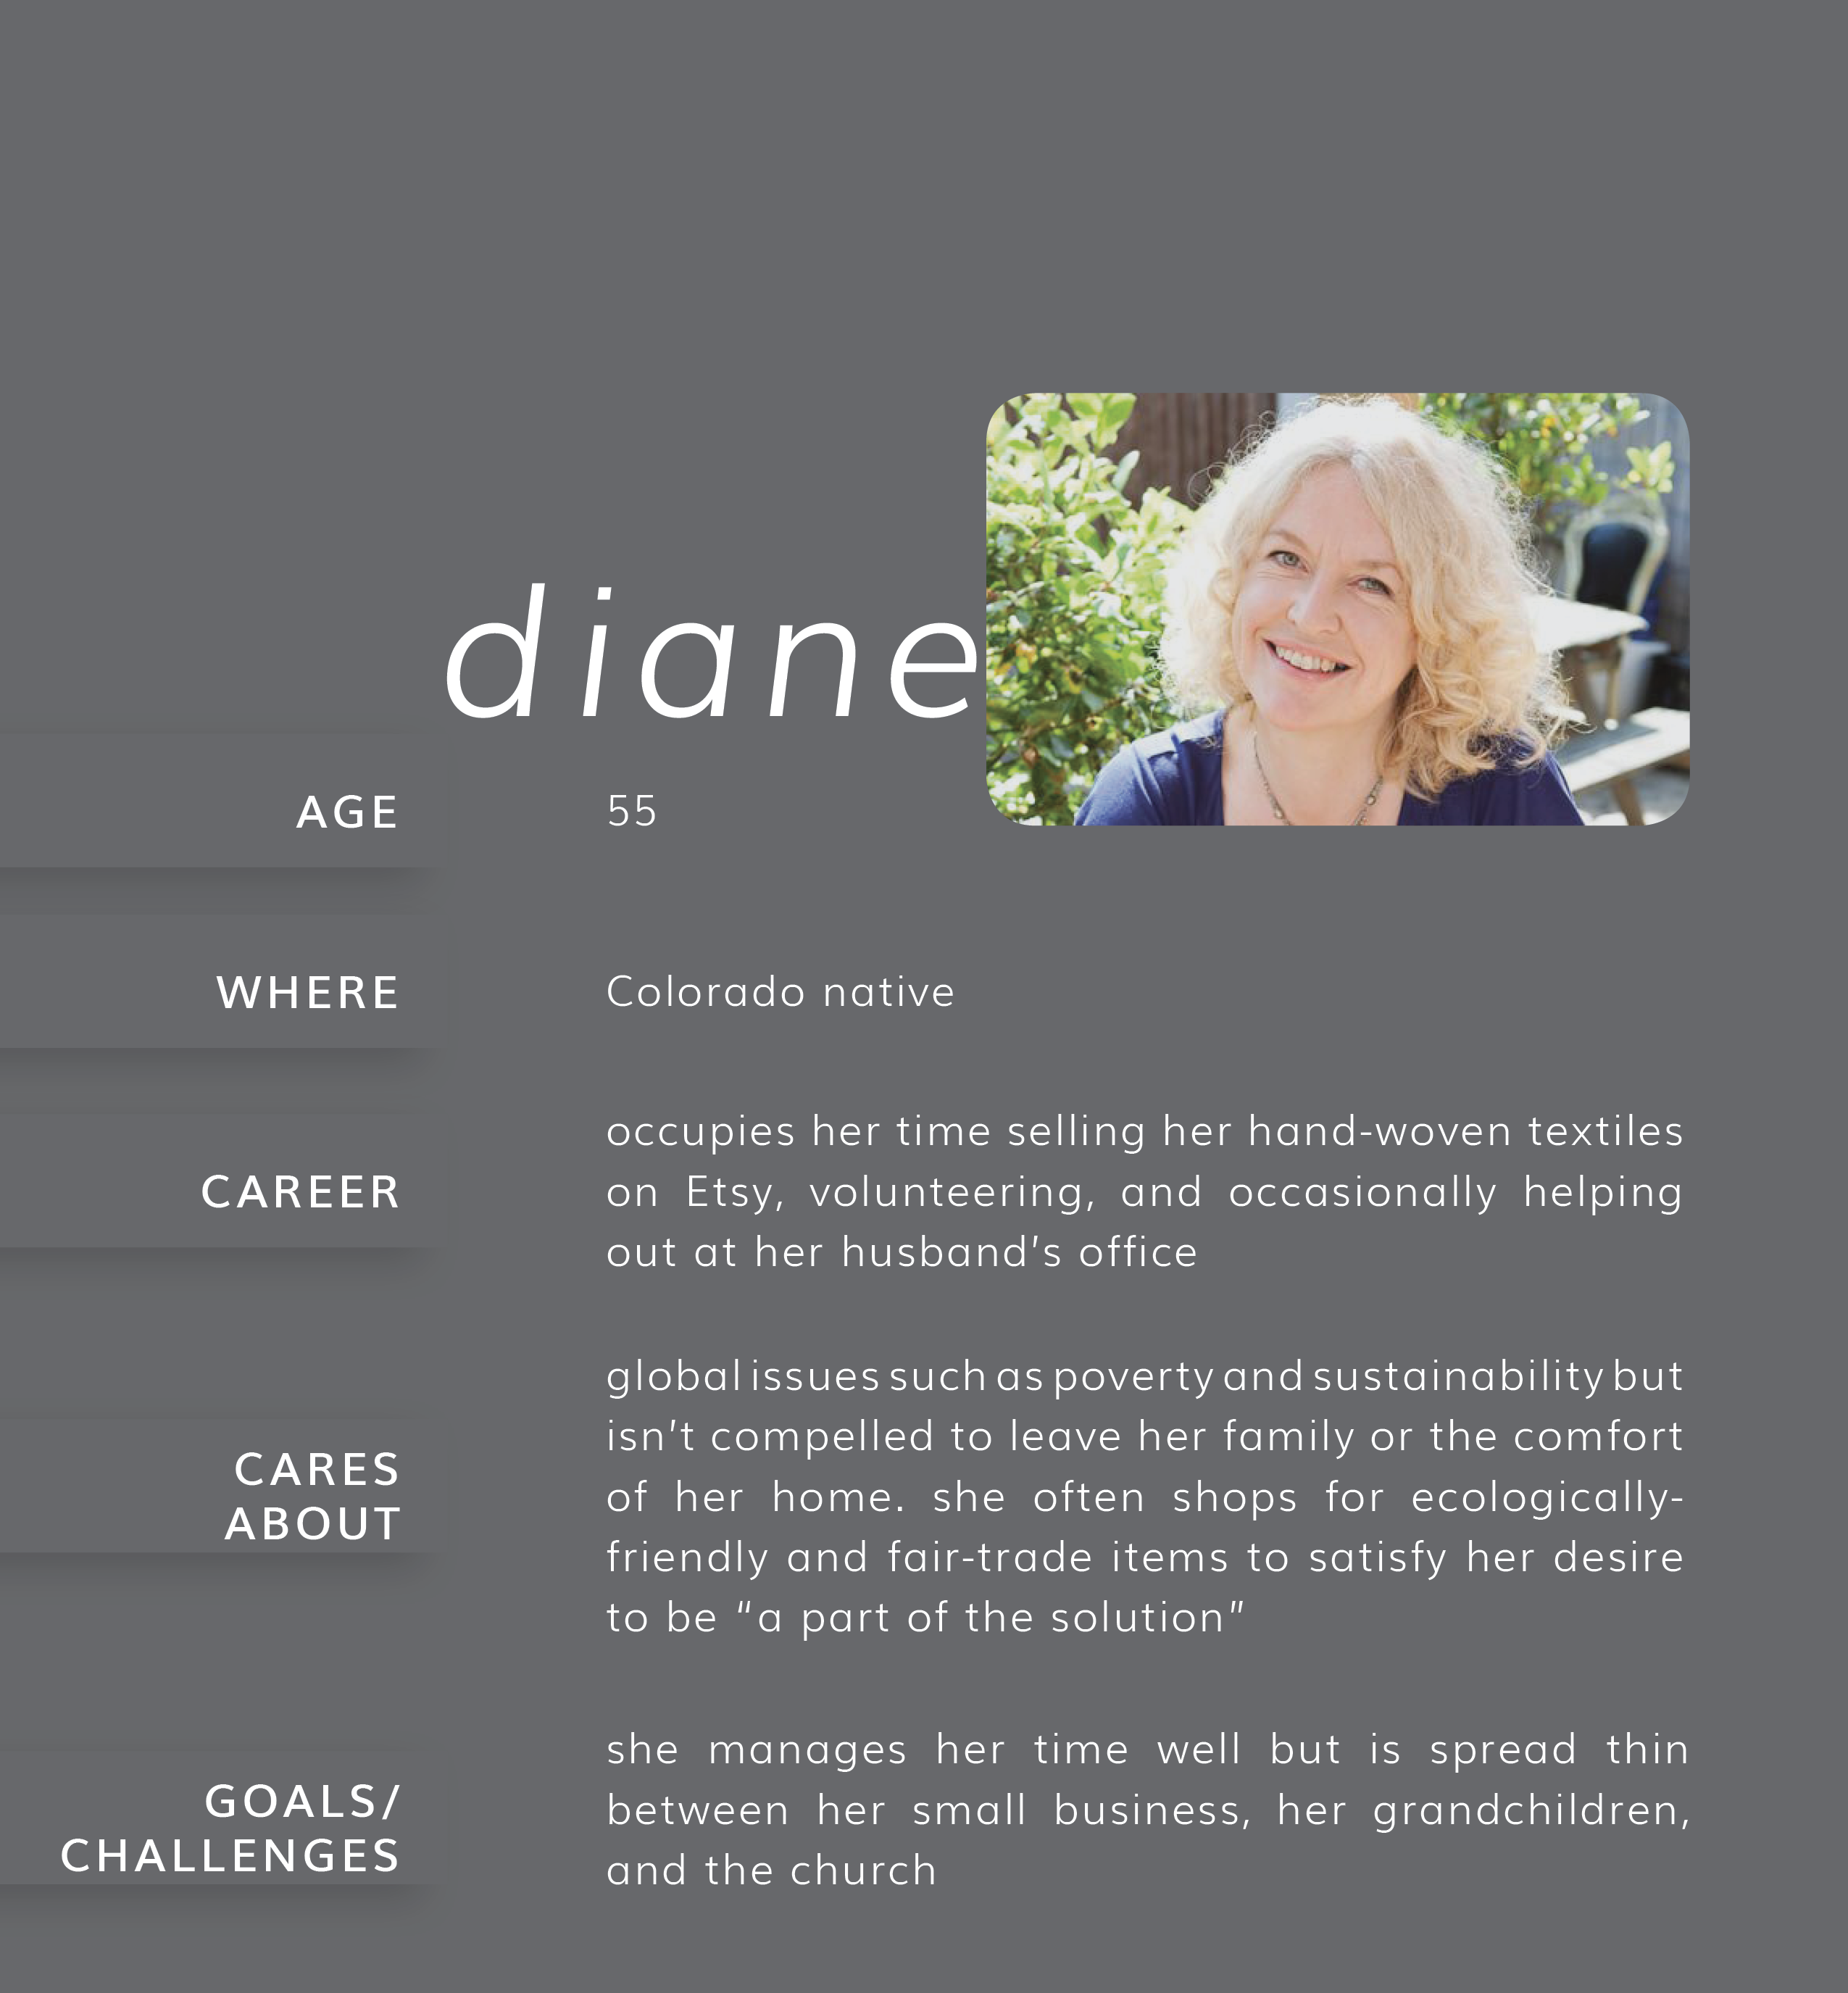 diane
AGE
55
WHERE
Colorado native
CAREER
occupies her time selling her hand-woven textiles
on Etsy, volunteering, and occasionally helping
out at her husband's office
CARES
ABOUT
global issues such as poverty and sustainability but
isn't compelled to leave her family or the comfort
of her home. she often shops for ecologically-
friendly and fair-trade items to satisfy her desire
to be "a part of the solution"
GOALS/
CHALLENGES
she manages her time well but is spread thin
between her small business, her grandchildren,
and the church